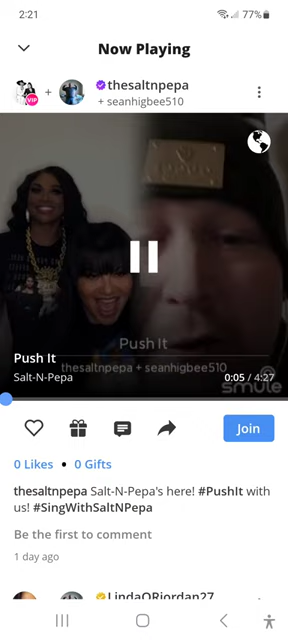 2:21
77%
Now Playing
VIP
+
thesaltnpepa
+ seanhigbee510
Push It
thesaltnpepa + seanhigbee510
Push It
Salt-N-Pepa
0:05 / 4:27
smule
Join
0 Likes • 0 Gifts
thesaltnpepa Salt-N-Pepa's here! #PushIt with
us! #SingWithSaltNPepa
Be the first to comment
1 day ago
LindaORiordan27